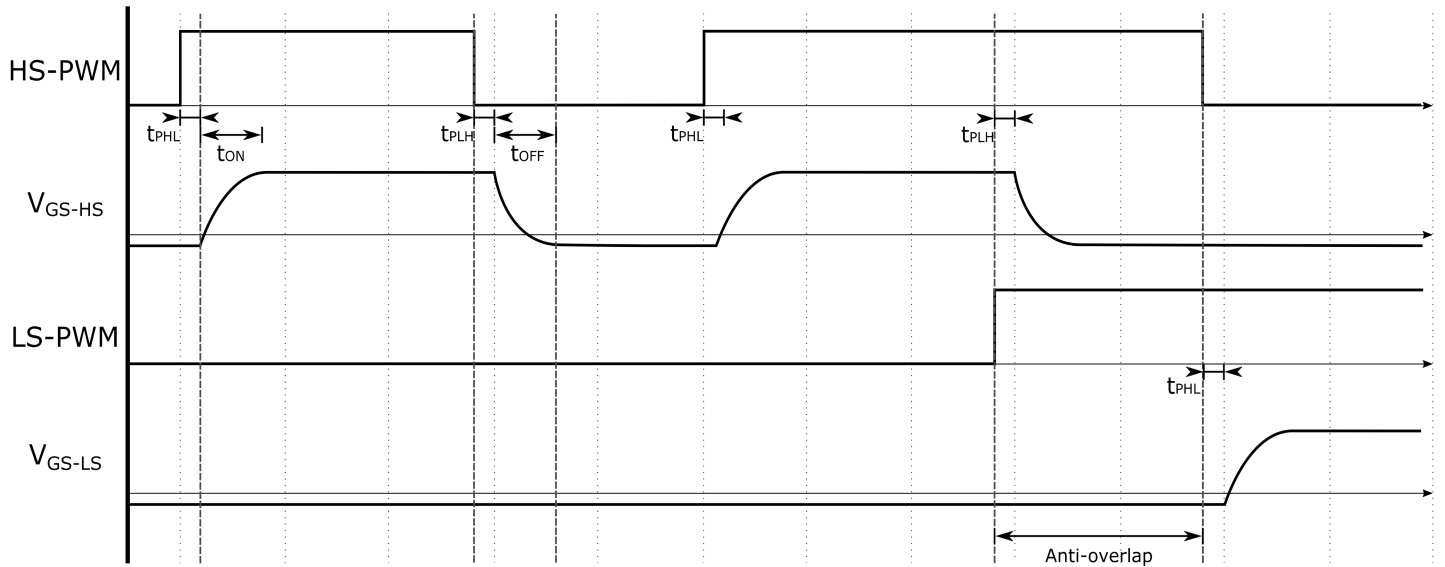 HS-PWM
tPHL
tON
tPLH
tOFF
tPHL
tPLH
VGS-HS
LS-PWM
tPHL
VGS-LS
Anti-overlap